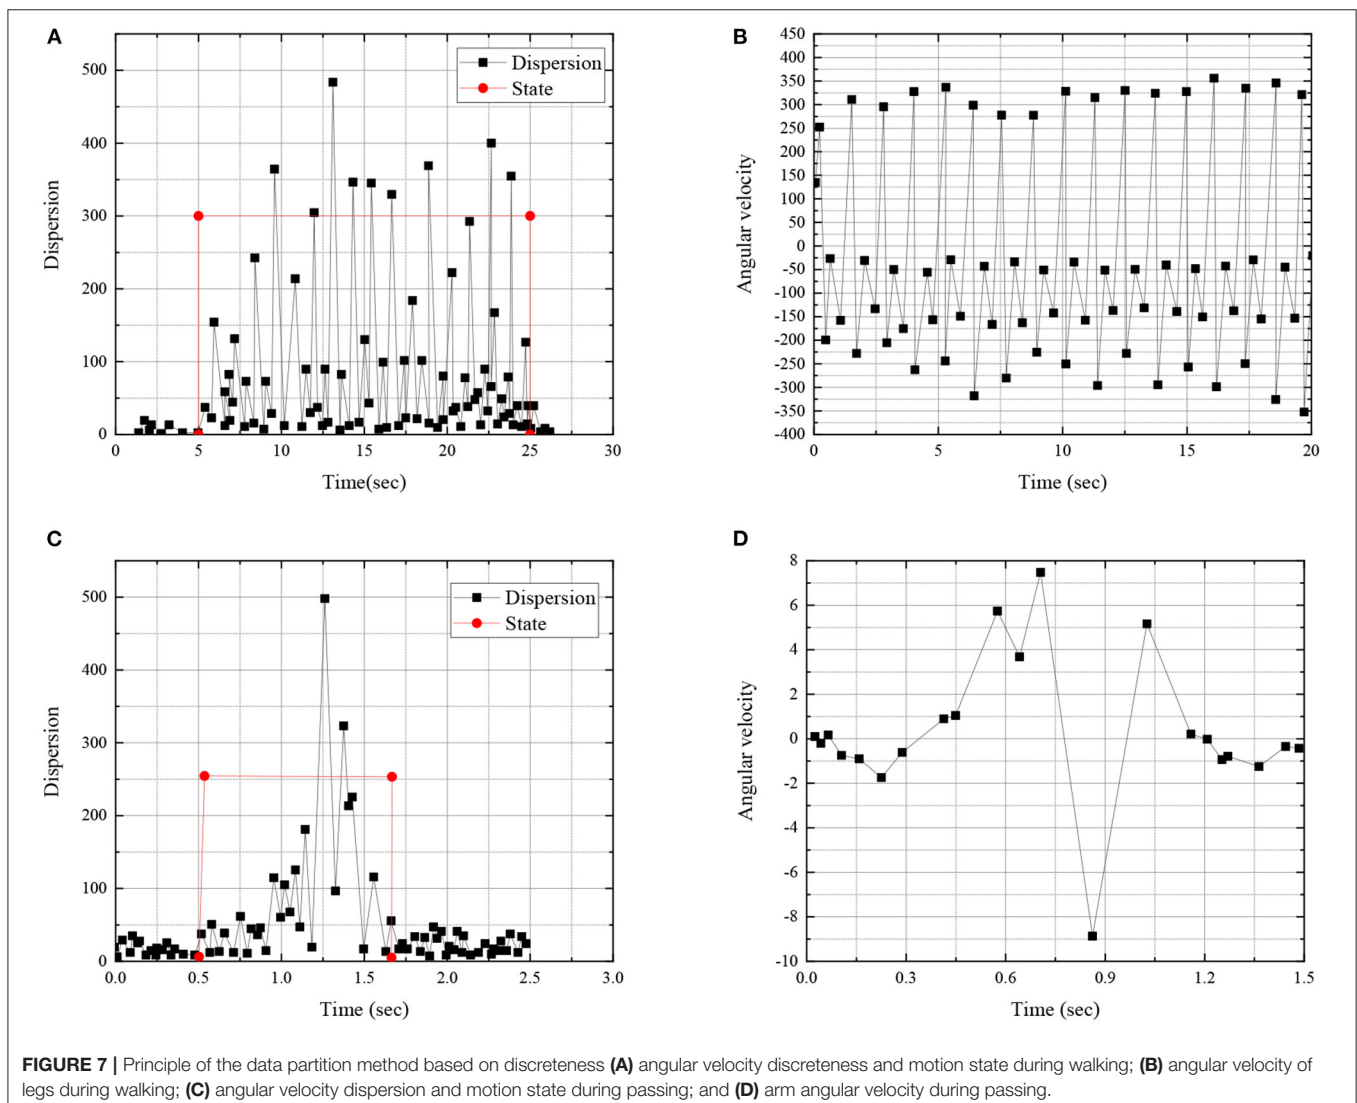 A
500
400
300
200
100
0
Dispersion
0 5 10 15 20 25 30
Time(sec)
Dispersion
State
B
450
400
350
300
250
200
150
100
50
0
-50
-100
-150
-200
-250
-300
-350
-400
Angular velocity
0 5 10 15 20
Time (sec)
C
500
400
300
200
100
0
Dispersion
0.0 0.5 1.0 1.5 2.0 2.5 3.0
Time (sec)
Dispersion
State
D
8
6
4
2
0
-2
-4
-6
-8
-10
Angular velocity
0.0 0.3 0.6 0.9 1.2 1.5
Time (sec)
FIGURE 7 | Principle of the data partition method based on discreteness (A) angular velocity discreteness and motion state during walking; (B) angular velocity of
legs during walking; (C) angular velocity dispersion and motion state during passing; and (D) arm angular velocity during passing.